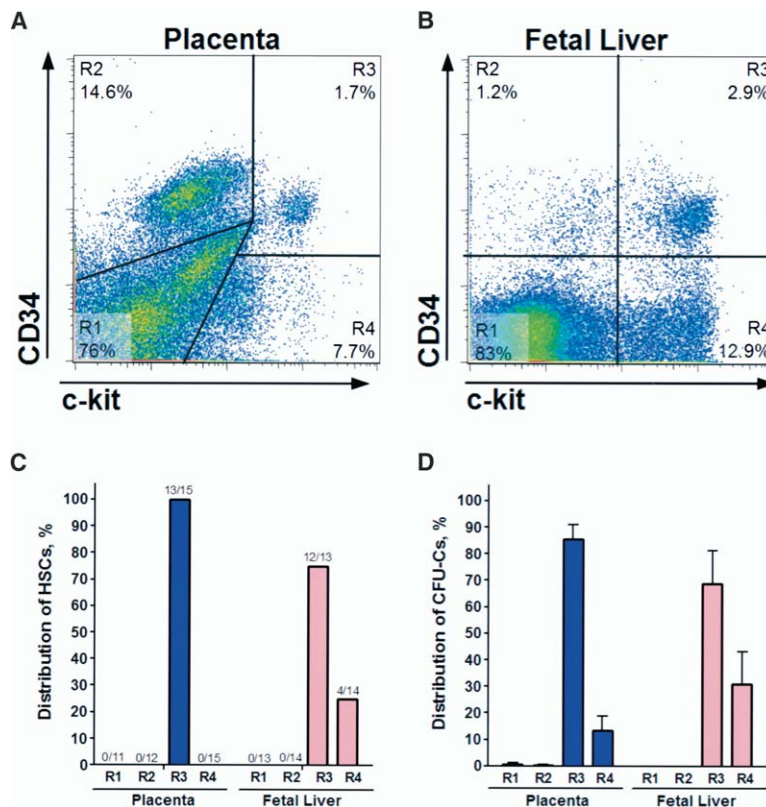 A
Placenta
R2
14.6%
R3
1.7%
R1
76%
R4
7.7%
CD34
c-kit
B
Fetal Liver
R2
1.2%
R3
2.9%
R1
83%
R4
12.9%
CD34
c-kit
C
Distribution of HSCs, %
100
90
80
70
60
50
40
30
20
10
0
0/11 0/12 13/15 0/15 0/13 0/14 12/13 4/14
R1 R2 R3 R4 R1 R2 R3 R4
Placenta Fetal Liver
D
Distribution of CFU-Cs, %
100
90
80
70
60
50
40
30
20
10
0
R1 R2 R3 R4 R1 R2 R3 R4
Placenta Fetal Liver